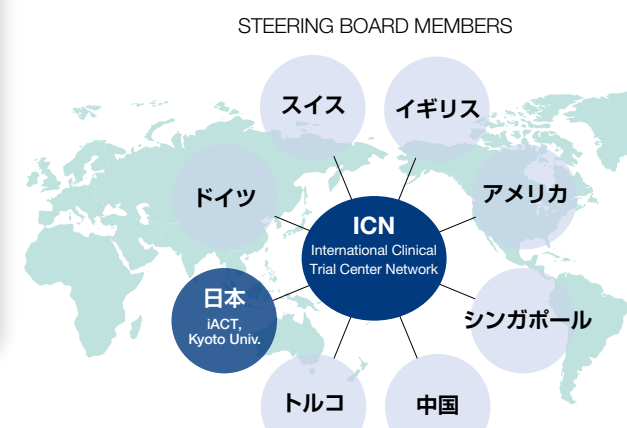 STEERING BOARD MEMBERS
スイス
イギリス
ドイツ
アメリカ
ICN
International Clinical
Trial Center Network
日本
iACT,
Kyoto Univ.
シンガポール
トルコ
中国